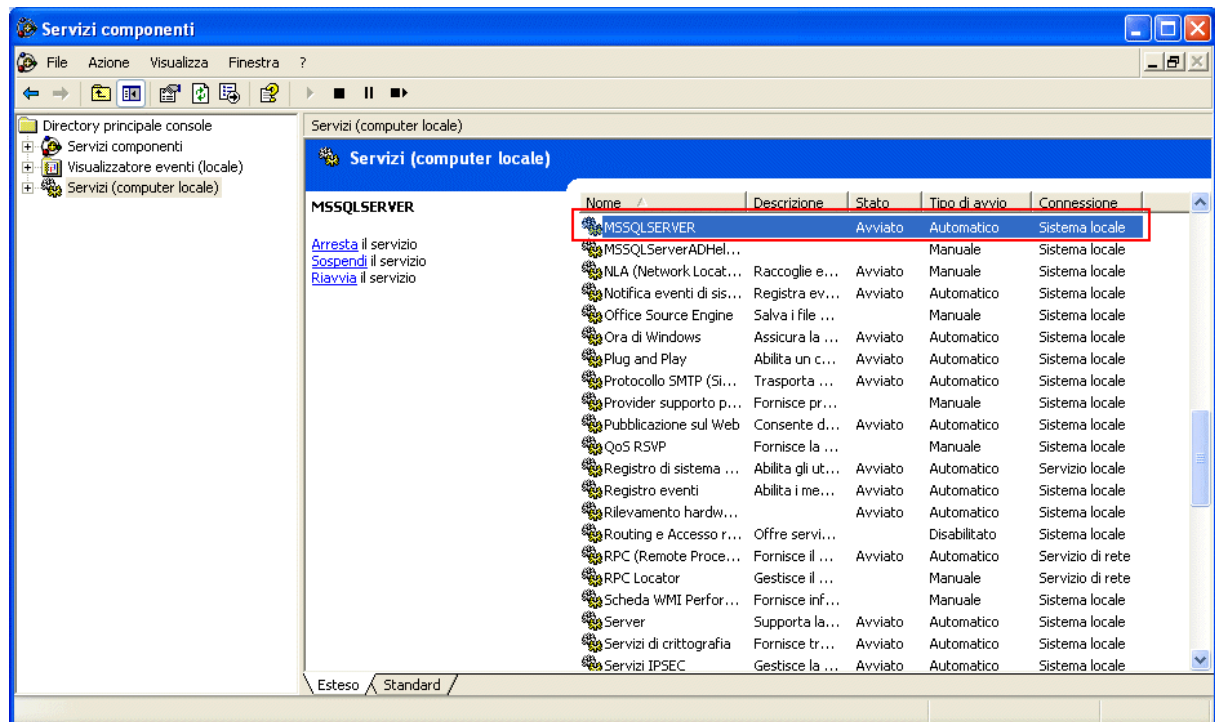 Servizi componenti
File Azione Visualizza Finestra ?
Directory principale console
Servizi componenti
Visualizzatore eventi (locale)
Servizi (computer locale)
Servizi (computer locale)
Servizi (computer locale)
MSSQLSERVER
Arresta il servizio
Sospendi il servizio
Riavvia il servizio
Nome Descrizione Stato Tipo di avvio Connessione
MSSQLSERVER Avviato Automatico Sistema locale
MSSQLServerADHel... Manuale Sistema locale
NLA (Network Locat... Raccoglie e... Avviato Manuale Sistema locale
Notifica eventi di sis... Registra ev... Avviato Automatico Sistema locale
Office Source Engine Salva i file ... Manuale Sistema locale
Ora di Windows Assicura la ... Avviato Automatico Sistema locale
Plug and Play Abilita un c... Avviato Automatico Sistema locale
Protocollo SMTP (Si... Trasporta ... Avviato Automatico Sistema locale
Provider supporto p... Fornisce pr... Manuale Sistema locale
Pubblicazione sul Web Consente d... Avviato Automatico Sistema locale
QoS RSVP Fornisce la ... Manuale Sistema locale
Registro di sistema ... Abilita gli ut... Avviato Automatico Servizio locale
Registro eventi Abilita i me... Avviato Automatico Sistema locale
Rilevamento hardw... Avviato Automatico Sistema locale
Routing e Accesso r... Offre servi... Disabilitato Sistema locale
RPC (Remote Proce... Fornisce il ... Avviato Automatico Servizio di rete
RPC Locator Gestisce il ... Manuale Servizio di rete
Scheda WMI Perfor... Fornisce inf... Manuale Sistema locale
Server Supporta la... Avviato Automatico Sistema locale
Servizi di crittografia Fornisce tr... Avviato Automatico Sistema locale
Servizi IPSEC Gestisce la ... Avviato Automatico Sistema locale
Esteso Standard